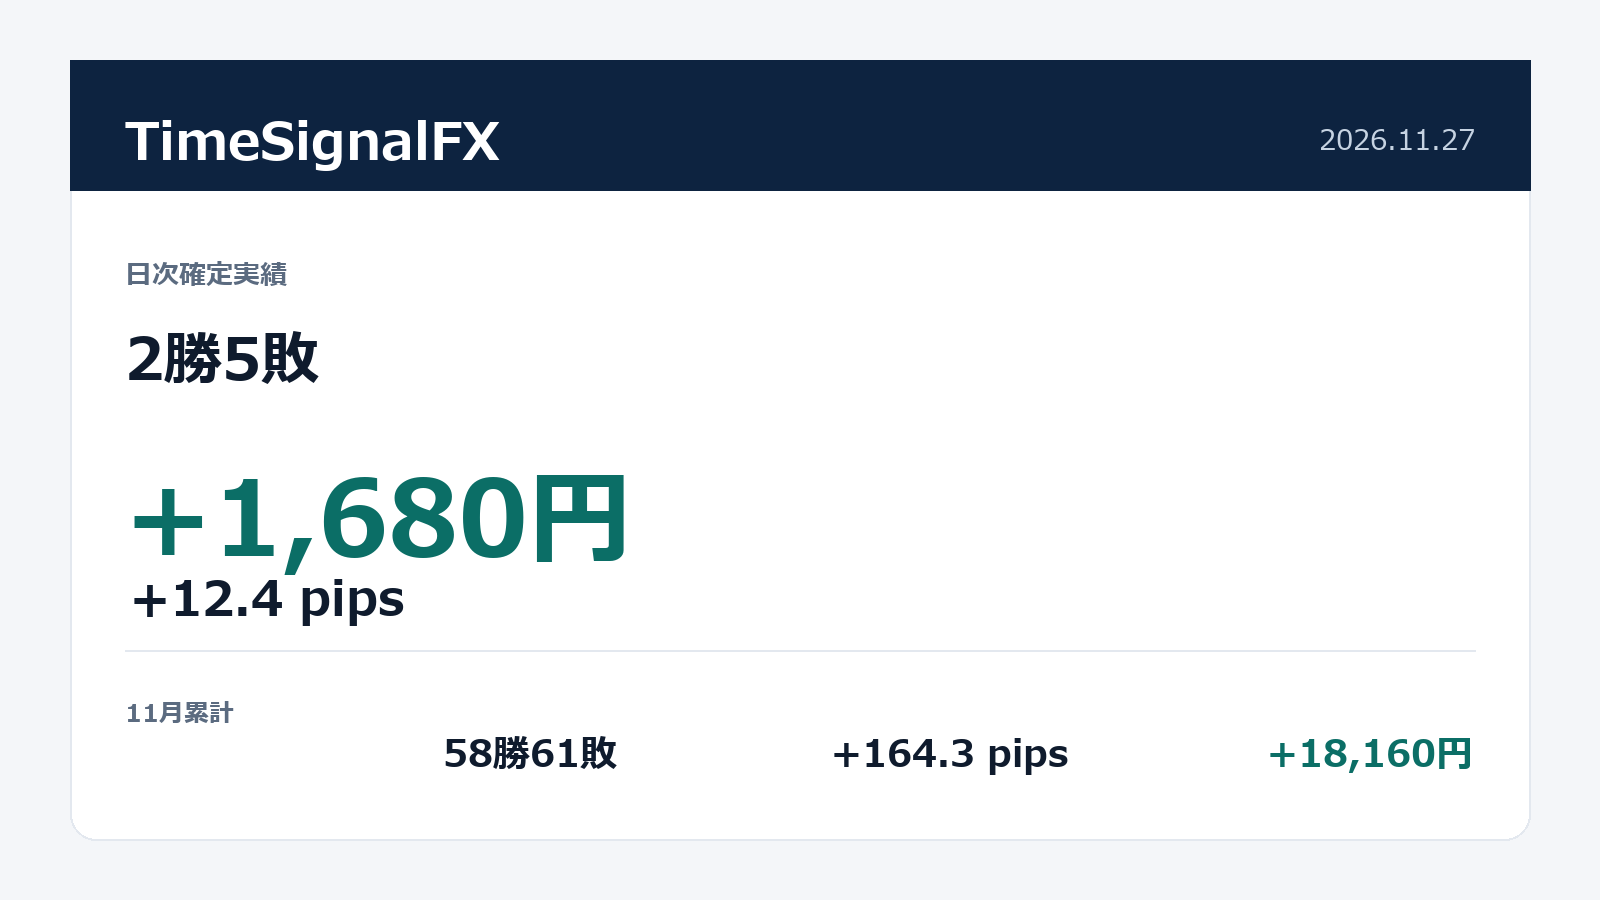 TimeSignalFX
2026.11.27
日次確定実績
2勝5敗
+1,680円
+12.4 pips
11月累計
58勝61敗
+164.3 pips
+18,160円